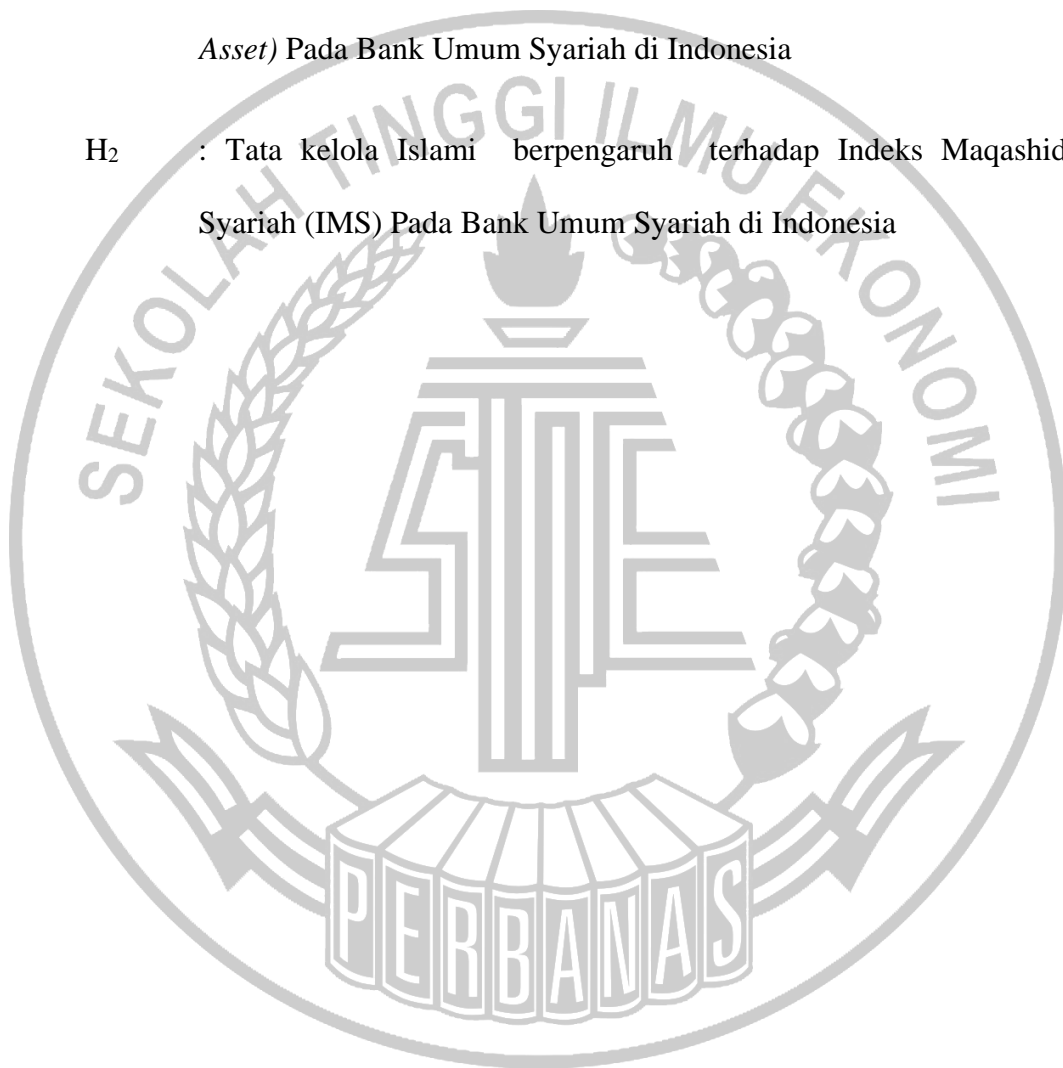 Asset) Pada Bank Umum Syariah di Indonesia
H2 : Tata kelola Islami berpengaruh terhadap Indeks Maqashid
Syariah (IMS) Pada Bank Umum Syariah di Indonesia
SEKOLAH TINGGI ILMU EKONOMI
STIE
PERBANAS